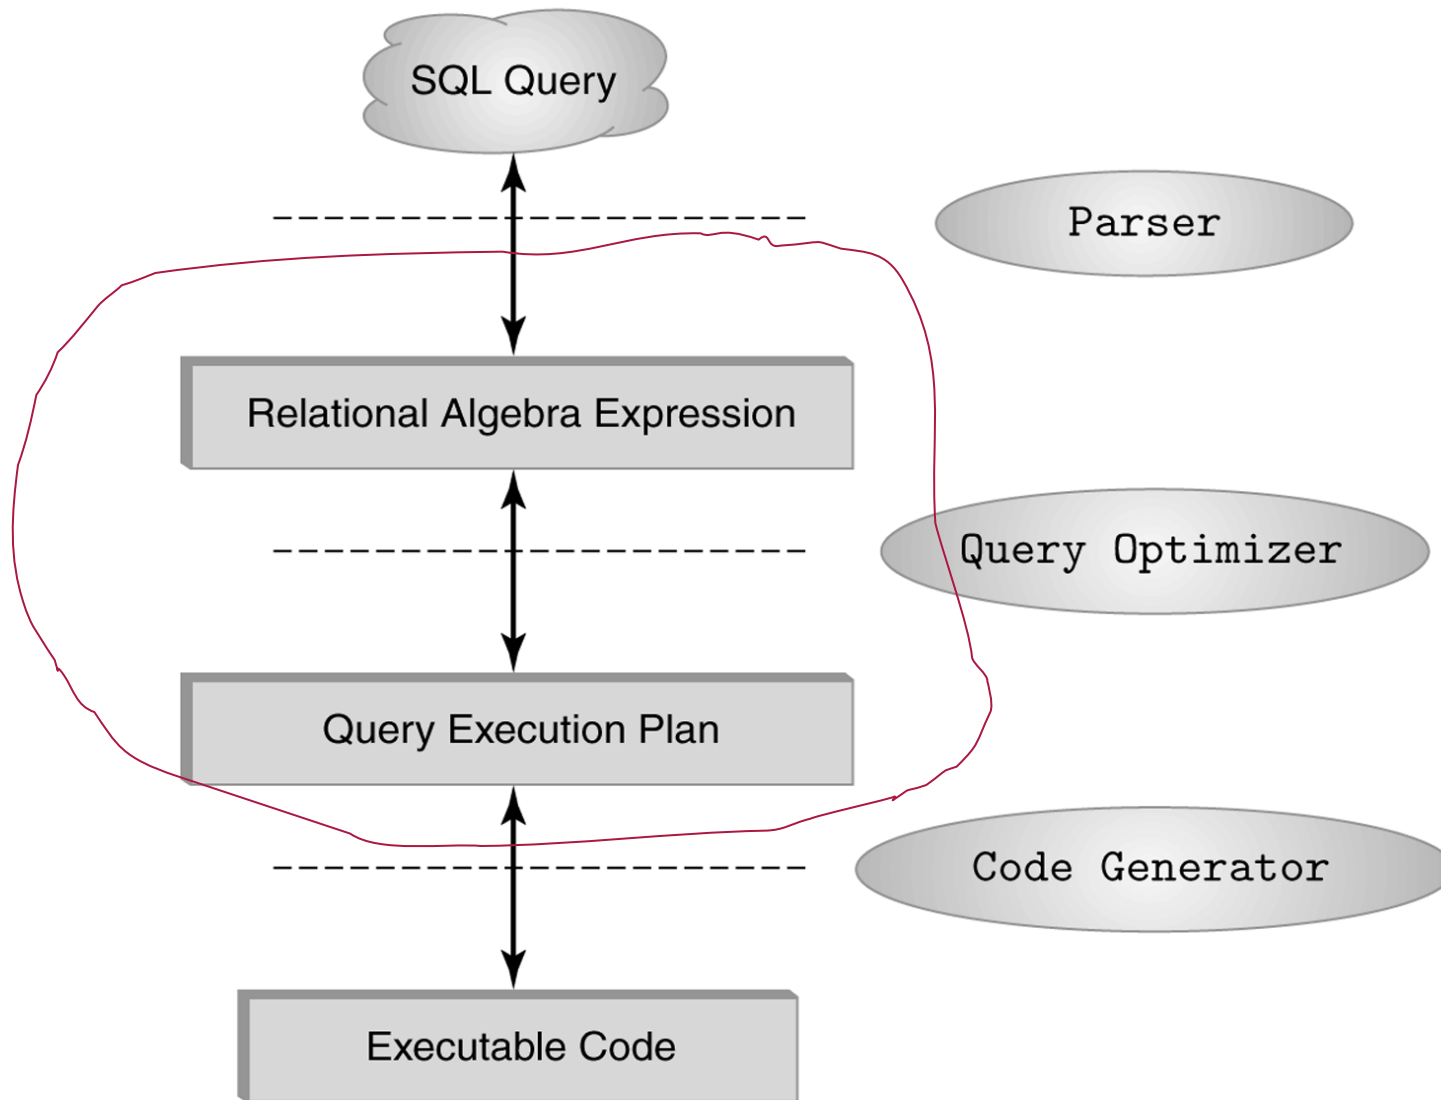 SQL Query
Parser
Relational Algebra Expression
Query Optimizer
Query Execution Plan
Code Generator
Executable Code